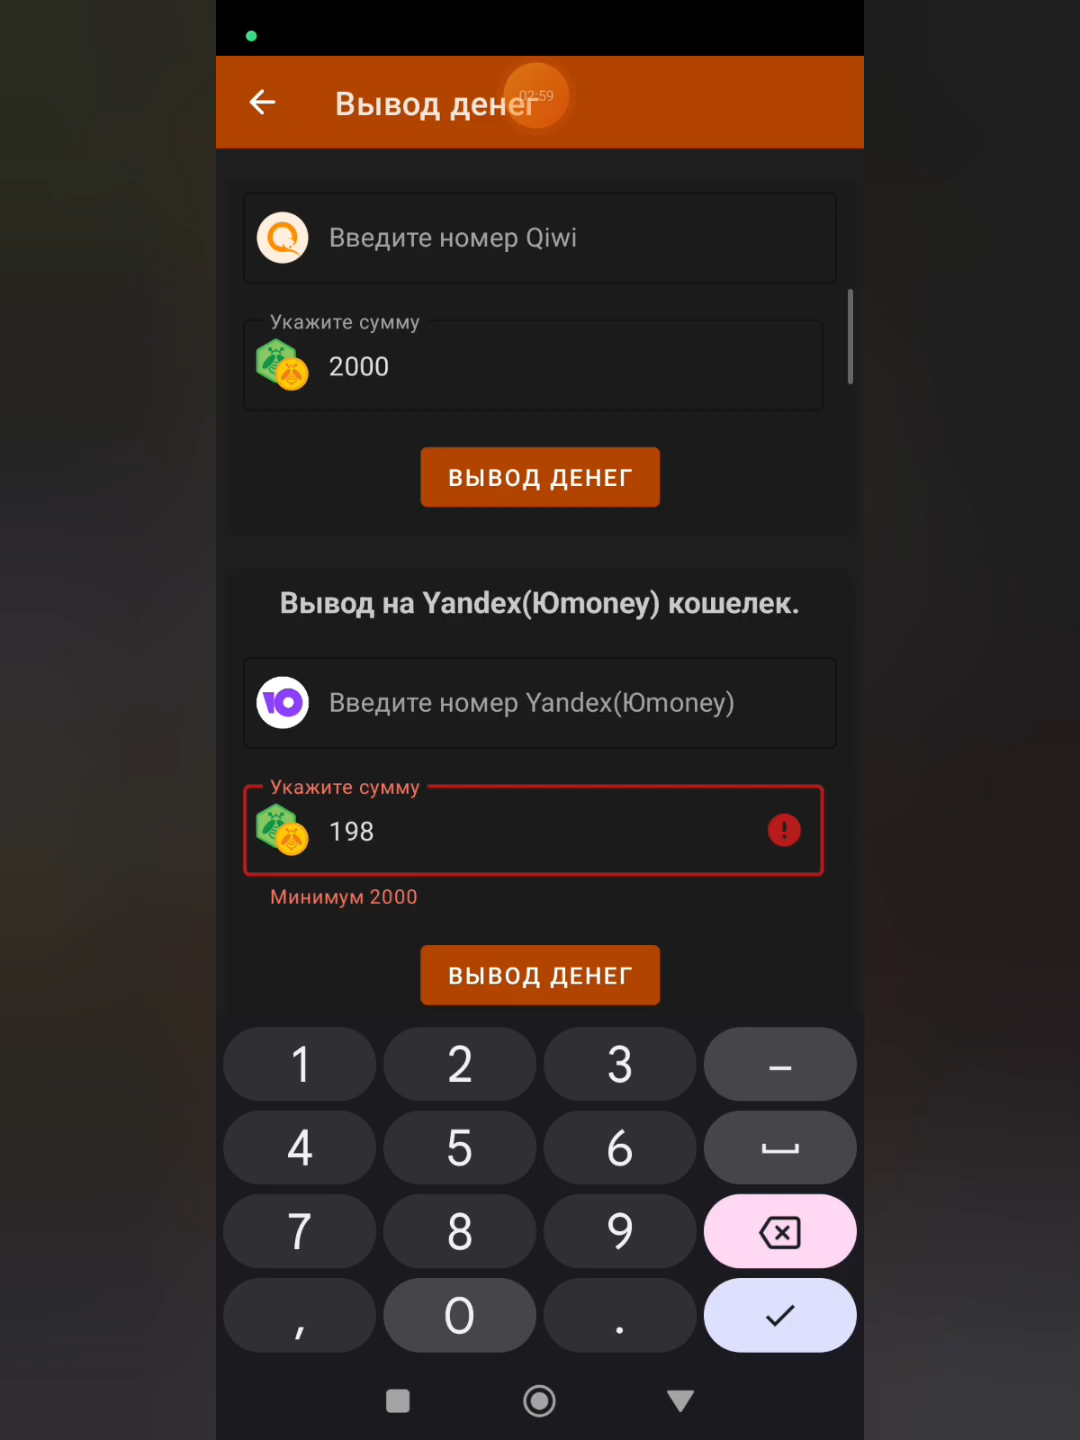 Вывод денег
02:59
Введите номер Qiwi
Укажите сумму
2000
ВЫВОД ДЕНЕГ
Вывод на Yandex(Юmoney) кошелек.
Ю
Введите номер Yandex(Юmoney)
Укажите сумму
198
!
Минимум 2000
ВЫВОД ДЕНЕГ
1 2 3 –
4 5 6
7 8 9
, 0 .